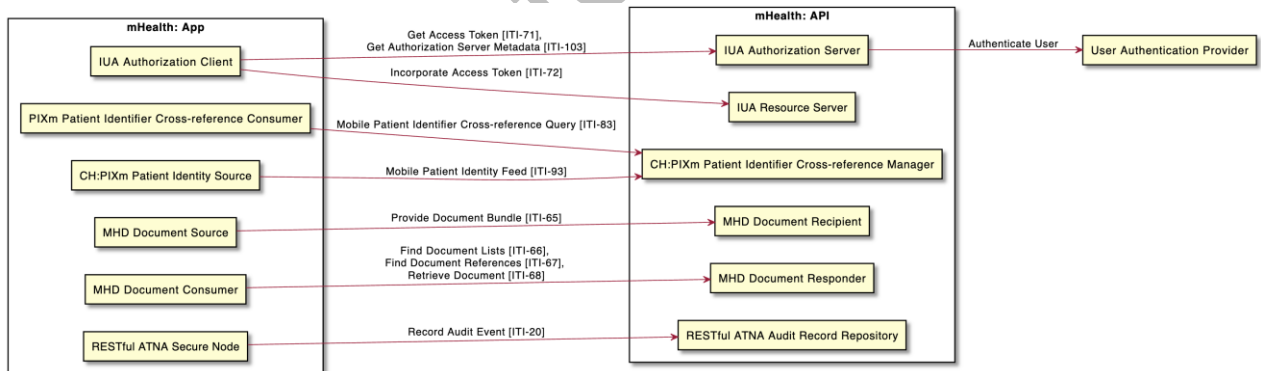 mHealth: App
IUA Authorization Client
PIXm Patient Identifier Cross-reference Consumer
CH:PIXm Patient Identity Source
MHD Document Source
MHD Document Consumer
RESTful ATNA Secure Node
Get Access Token [ITI-71],
Get Authorization Server Metadata [ITI-103]
Incorporate Access Token [ITI-72]
Mobile Patient Identifier Cross-reference Query [ITI-83]
Mobile Patient Identity Feed [ITI-93]
Provide Document Bundle [ITI-65]
Find Document Lists [ITI-66],
Find Document References [ITI-67],
Retrieve Document [ITI-68]
Record Audit Event [ITI-20]
mHealth: API
IUA Authorization Server
IUA Resource Server
CH:PIXm Patient Identifier Cross-reference Manager
MHD Document Recipient
MHD Document Responder
RESTful ATNA Audit Record Repository
Authenticate User
User Authentication Provider